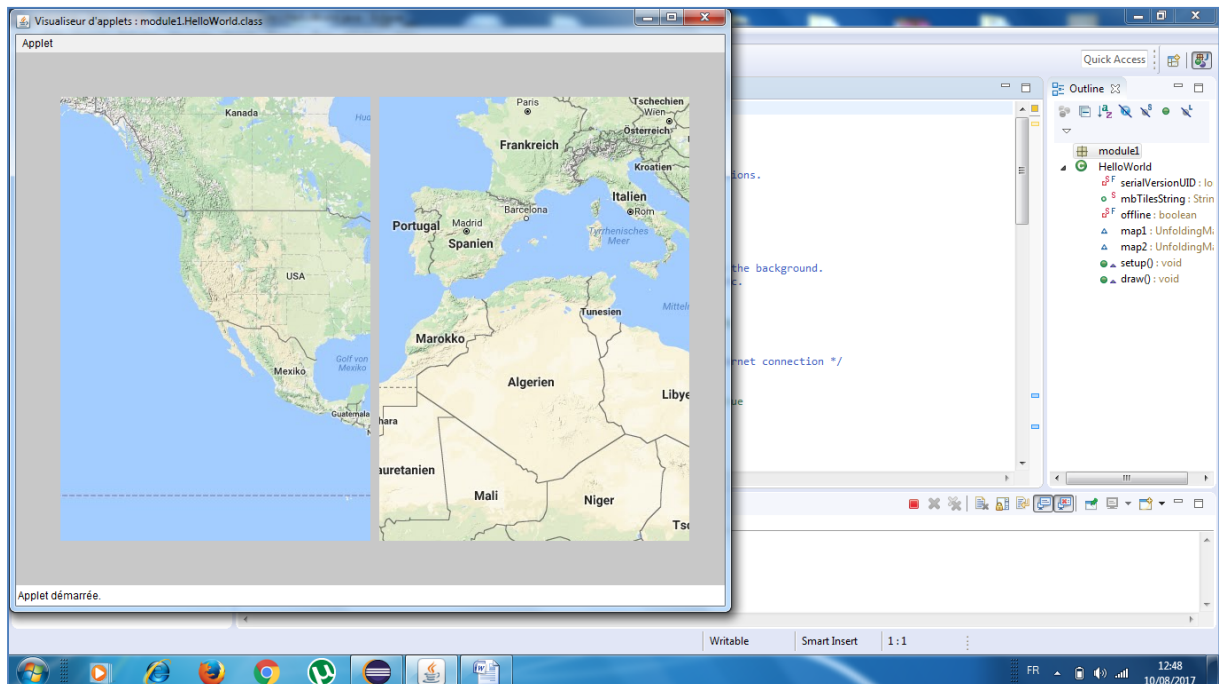 Visualiseur d'applets : module1.HelloWorld.class
Applet
Kanada
USA
Golf von
Mexiko
Mexiko
Guatemala
Paris
Tschechien
Wien
Österreich
Frankreich
Kroatien
Italien
Barcelona
Rom
Portugal
Madrid
Tyrrhenisches
Meer
Spanien
Tunesien
Marokko
Algerien
Mali
Niger
Applet démarrée.
ions.
the background.
c.
rnet connection */
ue
Quick Access
Outline
module1
HelloWorld
serialVersionUID : lo
mbTilesString : Strin
offline : boolean
map1 : UnfoldingMa
map2 : UnfoldingMa
setup() : void
draw() : void
Writable
Smart Insert
1 : 1
FR
12:48
10/08/2017